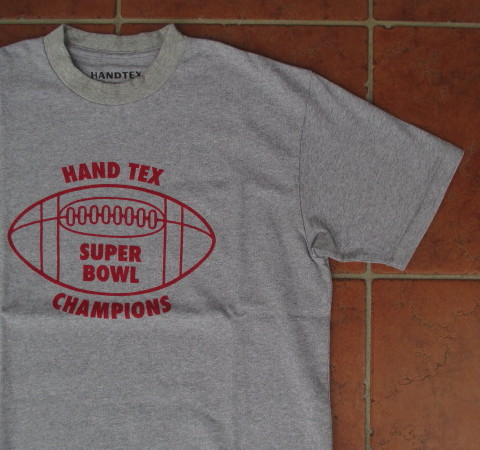 HANDTEX
HAND TEX
SUPER
BOWL
CHAMPIONS